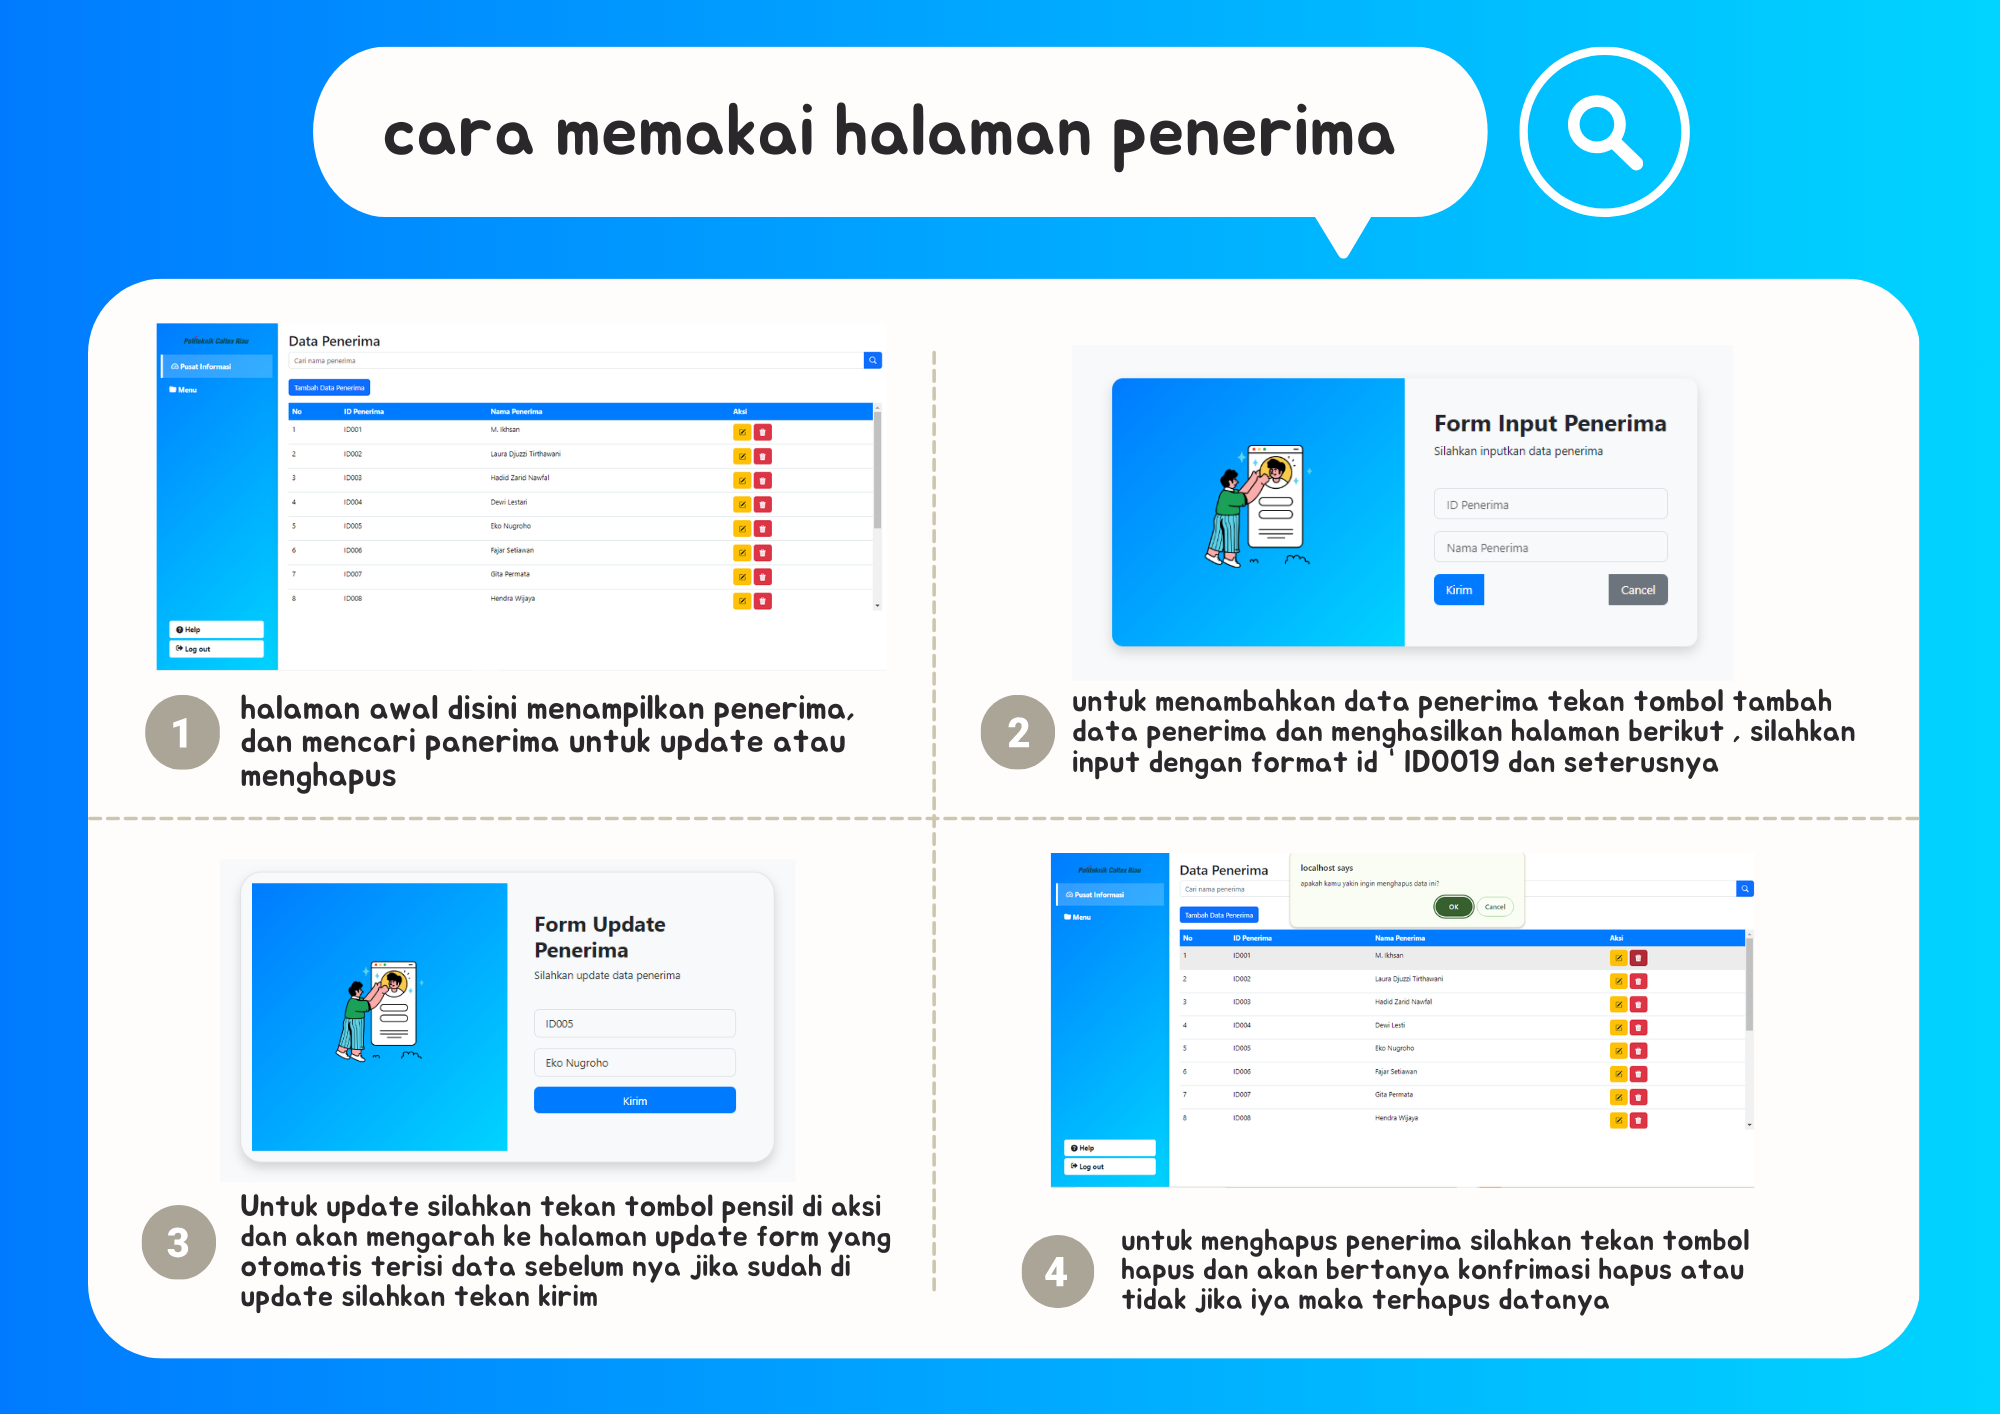 cara memakai halaman penerima
Politeknik Caltex Riau
Pusat Informasi
Menu
Help
Log out
Data Penerima
Cari nama penerima
Tambah Data Penerima
No ID Penerima Nama Penerima Aksi
1 ID001 M. Ikhsan
2 ID002 Laura Djuzzi Tirthawani
3 ID003 Hadid Zarid Nawfal
4 ID004 Dewi Lestari
5 ID005 Eko Nugroho
6 ID006 Fajar Setiawan
7 ID007 Gita Permata
8 ID008 Hendra Wijaya
1
halaman awal disini menampilkan penerima,
dan mencari panerima untuk update atau
menghapus
Form Input Penerima
Silahkan inputkan data penerima
ID Penerima
Nama Penerima
Kirim Cancel
2
untuk menambahkan data penerima tekan tombol tambah
data penerima dan menghasilkan halaman berikut , silahkan
input dengan format id ' ID0019 dan seterusnya
Form Update
Penerima
Silahkan update data penerima
ID005
Eko Nugroho
Kirim
3
Untuk update silahkan tekan tombol pensil di aksi
dan akan mengarah ke halaman update form yang
otomatis terisi data sebelum nya jika sudah di
update silahkan tekan kirim
Politeknik Caltex Riau
Pusat Informasi
Menu
Help
Log out
Data Penerima
Cari nama penerima
Tambah Data Penerima
localhost says
apakah kamu yakin ingin menghapus data ini?
OK Cancel
No ID Penerima Nama Penerima Aksi
1 ID001 M. Ikhsan
2 ID002 Laura Djuzzi Tirthawani
3 ID003 Hadid Zarid Nawfal
4 ID004 Dewi Lesti
5 ID005 Eko Nugroho
6 ID006 Fajar Setiawan
7 ID007 Gita Permata
8 ID008 Hendra Wijaya
4
untuk menghapus penerima silahkan tekan tombol
hapus dan akan bertanya konfrimasi hapus atau
tidak jika iya maka terhapus datanya